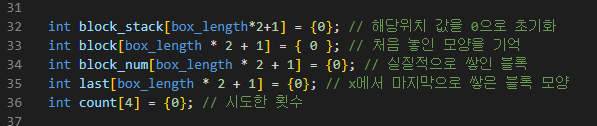 31
32 int block_stack[box_length*2+1] = {0}; // 해당위치 값을 0으로 초기화
33 int block[box_length * 2 + 1] = { 0 }; // 처음 놓인 모양을 기억
34 int block_num[box_length * 2 + 1] = {0}; // 실질적으로 쌓인 블록
35 int last[box_length * 2 + 1] = {0}; // x에서 마지막으로 쌓은 블록 모양
36 int count[4] = {0}; // 시도한 횟수
37